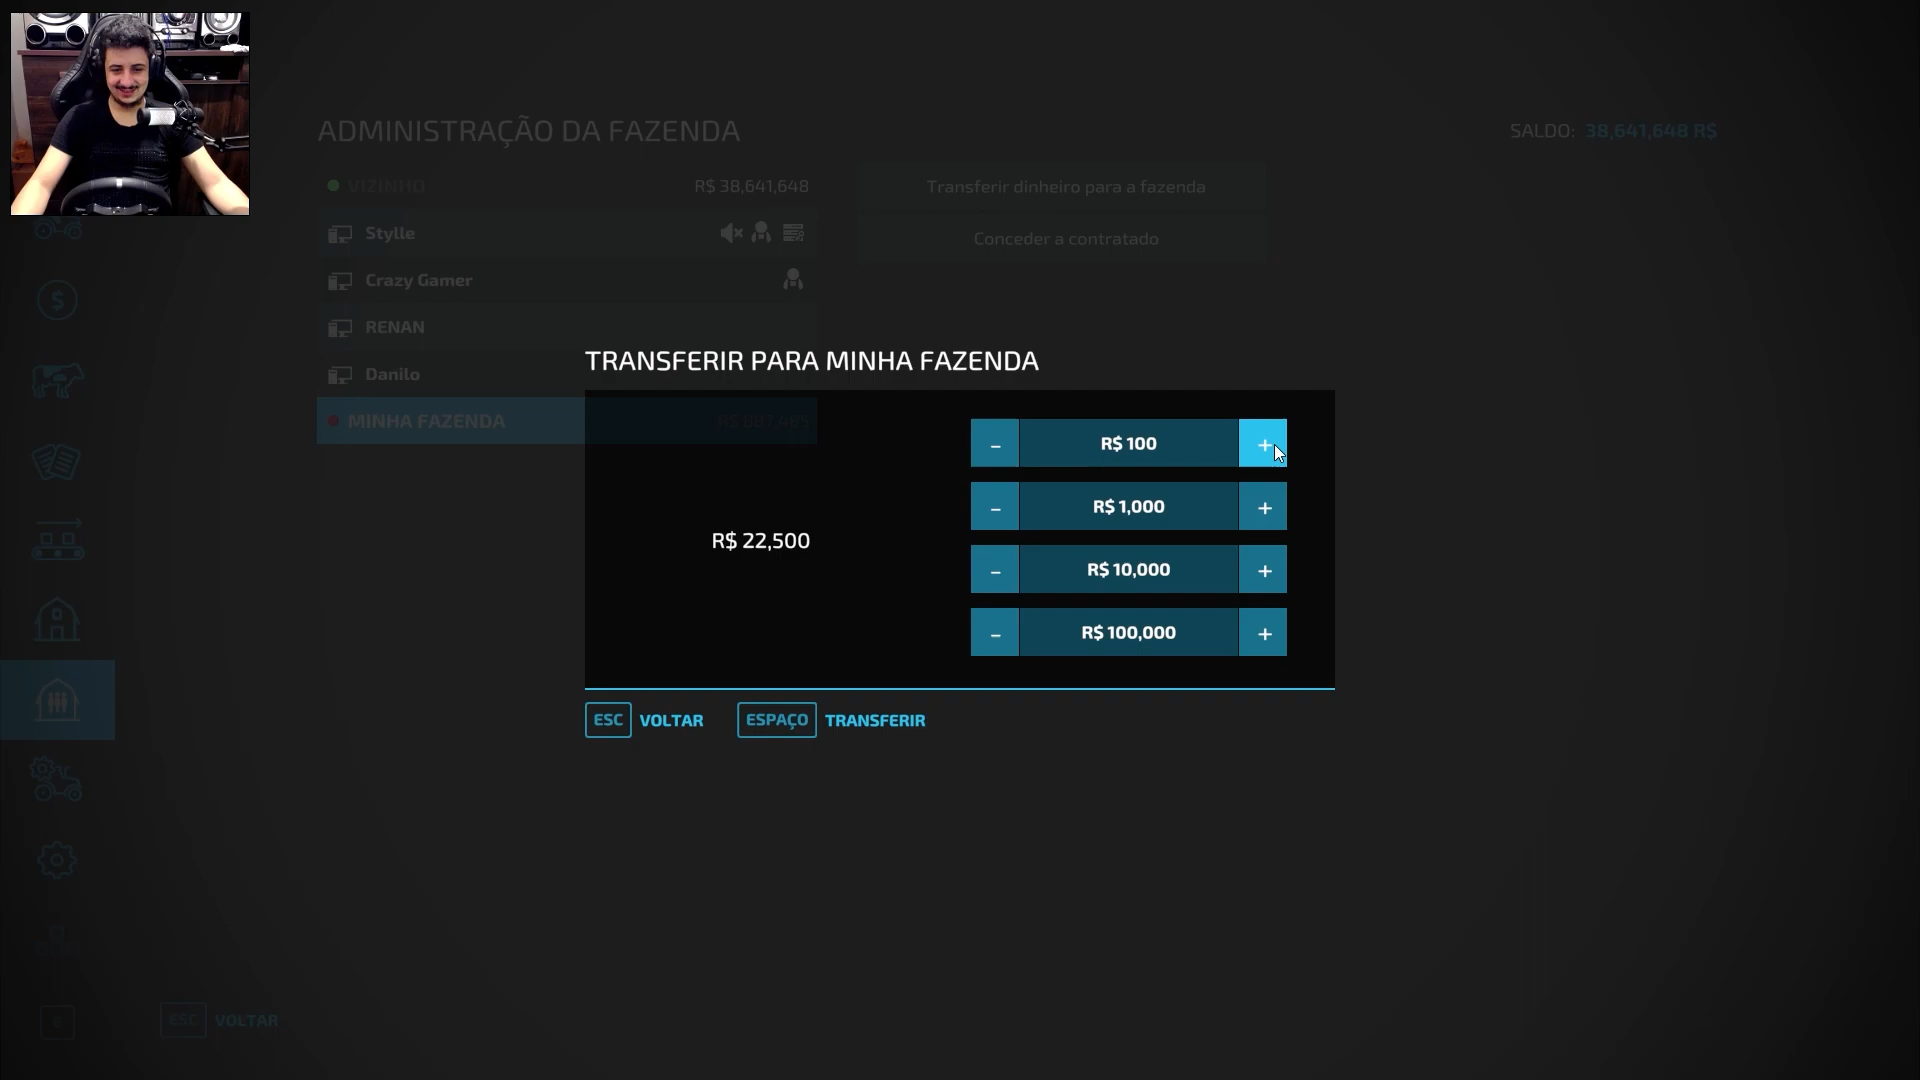 ADMINISTRAÇÃO DA FAZENDA
SALDO: 38,641,648 R$
VIZINHO R$ 38,641,648
Transferir dinheiro para a fazenda
Stylle
Conceder a contratado
Crazy Gamer
RENAN
Danilo
MINHA FAZENDA
TRANSFERIR PARA MINHA FAZENDA
- R$ 100 +
- R$ 1,000 +
R$ 22,500
- R$ 10,000 +
- R$ 100,000 +
ESC VOLTAR ESPAÇO TRANSFERIR
ESC VOLTAR